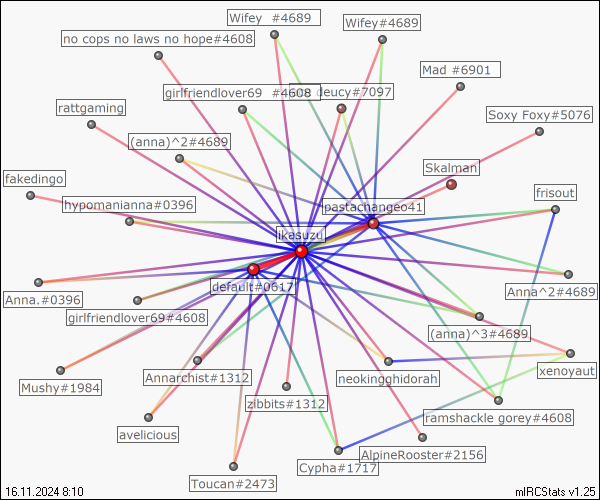 Wifey  #4689
Wifey#4689
no cops no laws no hope#4608
Mad #6901
girlfriendlover69  #4608
deucy#7097
rattgaming
Soxy Foxy#5076
(anna)^2#4689
Skalman
fakedingo
frisout
hypomanianna#0396
pastachangeo41
ikasuzu
default#0617
Anna^2#4689
Anna.#0396
girlfriendlover69#4608
(anna)^3#4689
xenoyaut
Annarchist#1312
neokingghidorah
Mushy#1984
zibbits#1312
ramshackle gorey#4608
avelicious
AlpineRooster#2156
Cypha#1717
Toucan#2473
16.11.2024 8:10
mIRCStats v1.25